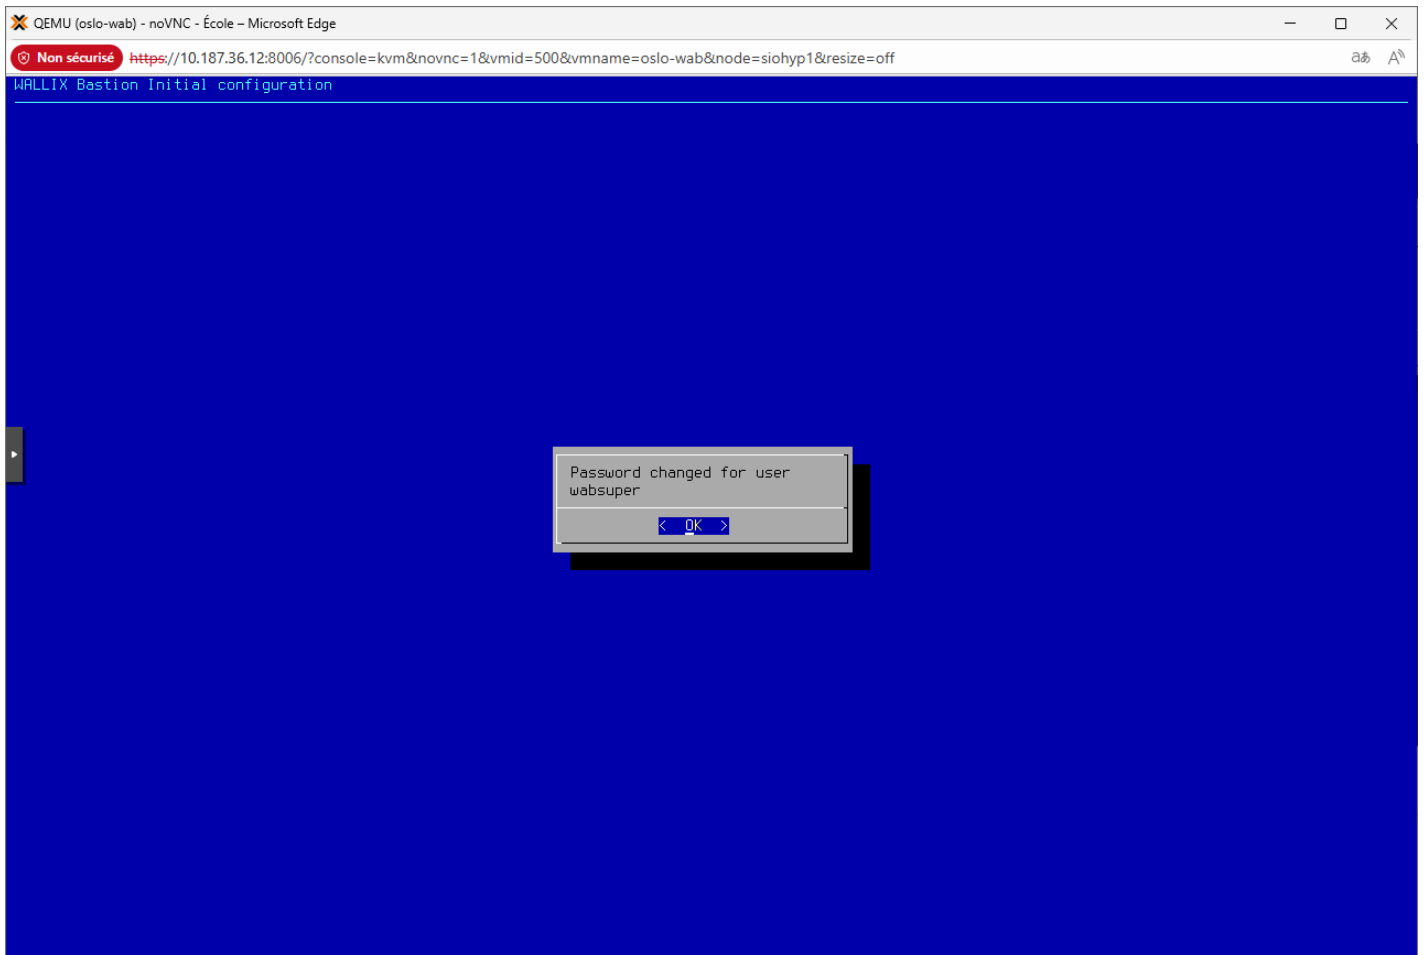 QEMU (oslo-wab) - noVNC - École – Microsoft Edge
Non sécurisé https://10.187.36.12:8006/?console=kvm&novnc=1&vmid=500&vmname=oslo-wab&node=siohyp1&resize=off aあ A
WALLIX Bastion Initial configuration
Password changed for user
wabsuper
< OK >